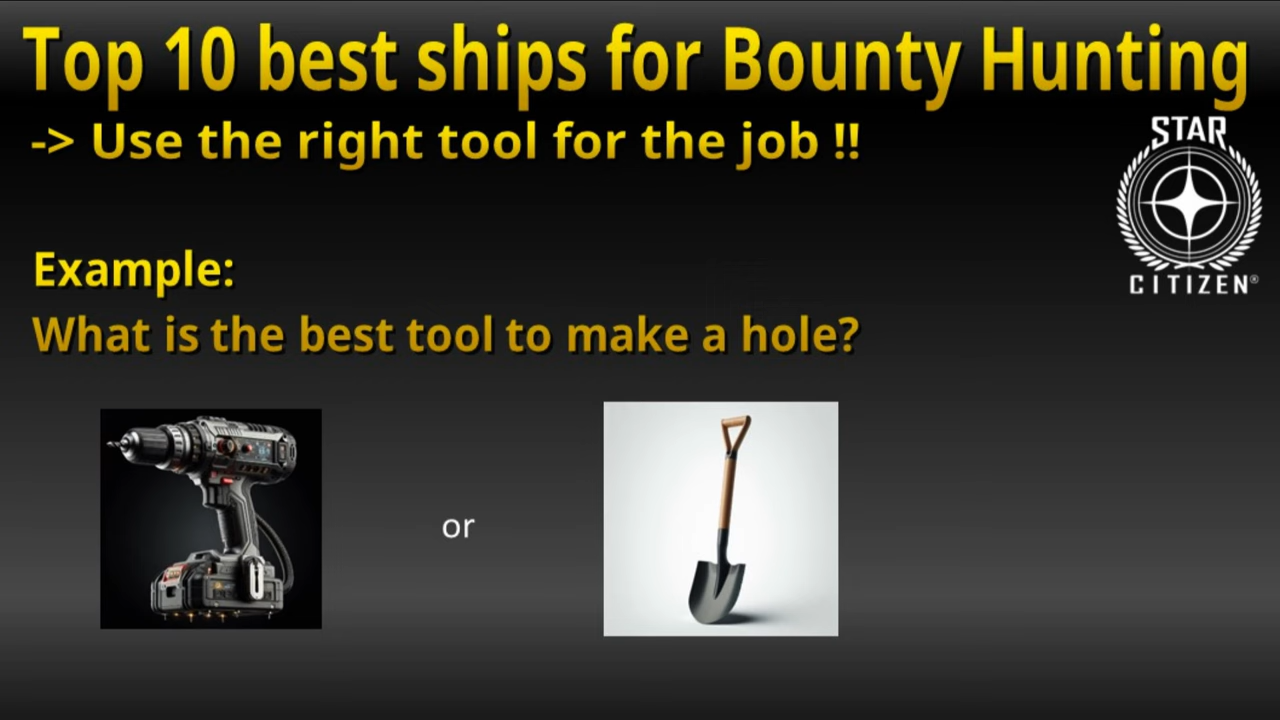 Top 10 best ships for Bounty Hunting
-> Use the right tool for the job !!
STAR
CITIZEN®
Example:
What is the best tool to make a hole?
or